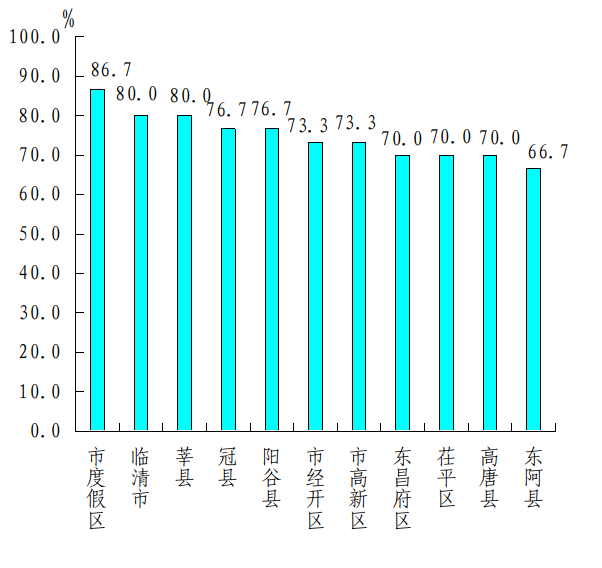 %
100.0
90.0
80.0
70.0
60.0
50.0
40.0
30.0
20.0
10.0
0.0
86.7
80.0
80.0
76.7
76.7
73.3
73.3
70.0
70.0
70.0
66.7
市度假区
临清市
莘县
冠县
阳谷县
市经开区
市高新区
东昌府区
茌平区
高唐县
东阿县